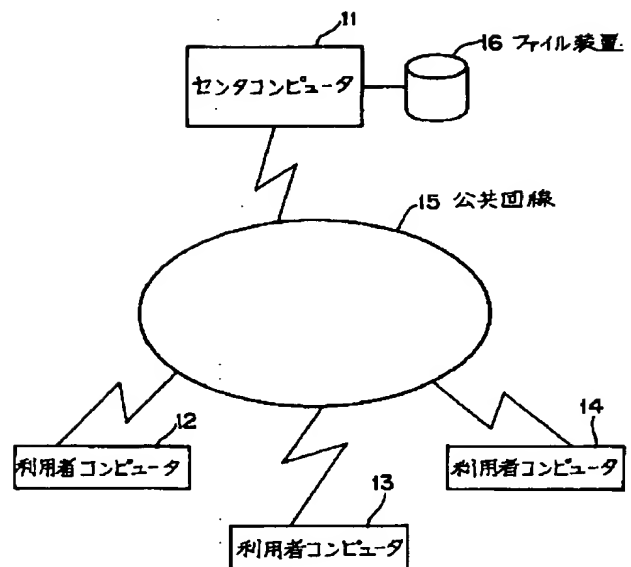 11
16 ファイル装置
センタコンピュータ
15 公共回線
12
利用者コンピュータ
14
利用者コンピュータ
13
利用者コンピュータ